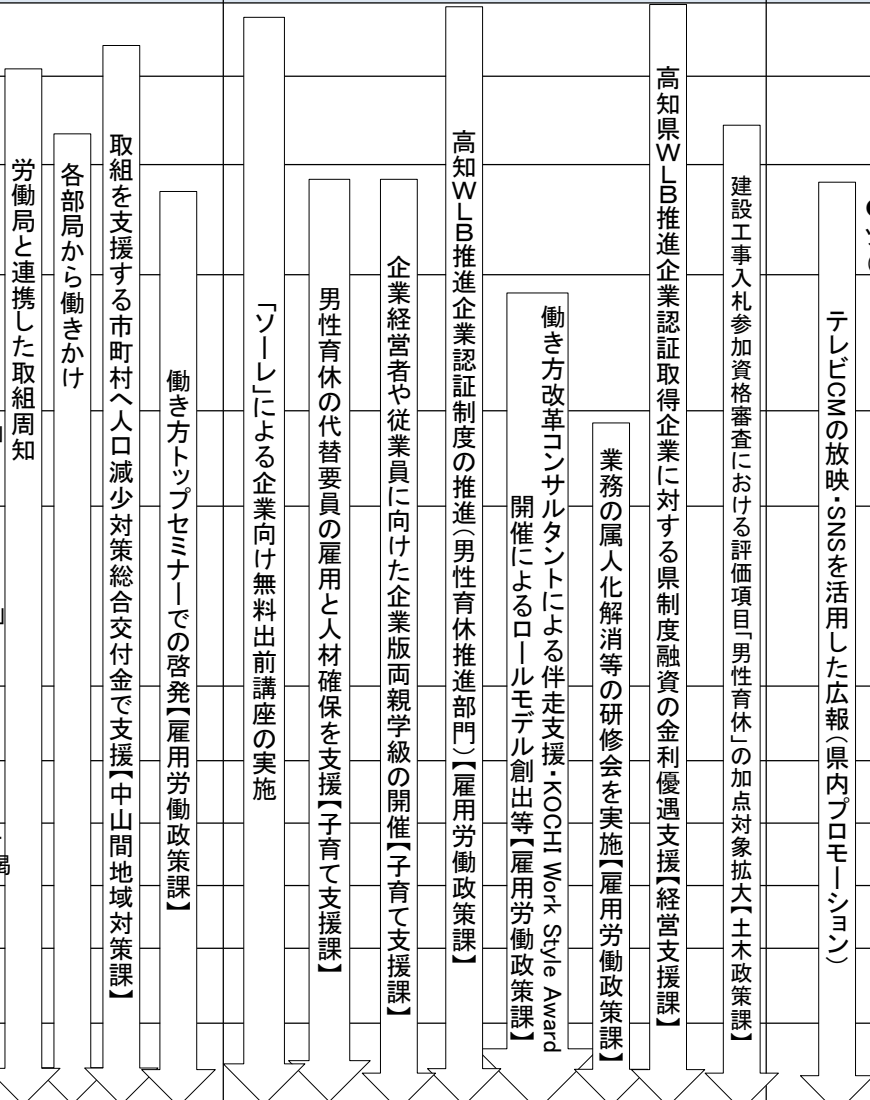 テレビCMの放映・SNSを活用した広報（県内プロモーション）
建設工事入札参加資格審査における評価項目「男性育休」の加点対象拡大【土木政策課】
高知県WLB推進企業認証取得企業に対する県制度融資の金利優遇支援【経営支援課】
業務の属人化解消等の研修会を実施【雇用労働政策課】
働き方改革コンサルタントによる伴走支援・KOCHI Work Style Award
開催によるロールモデル創出等【雇用労働政策課】
高知WLB推進企業認証制度の推進（男性育休推進部門）【雇用労働政策課】
企業経営者や従業員に向けた企業版両親学級の開催【子育て支援課】
男性育休の代替要員の雇用と人材確保を支援【子育て支援課】
「ソーレ」による企業向け無料出前講座の実施
働き方トップセミナーでの啓発【雇用労働政策課】
取組を支援する市町村へ人口減少対策総合交付金で支援【中山間地域対策課】
各部局から働きかけ
労働局と連携した取組周知